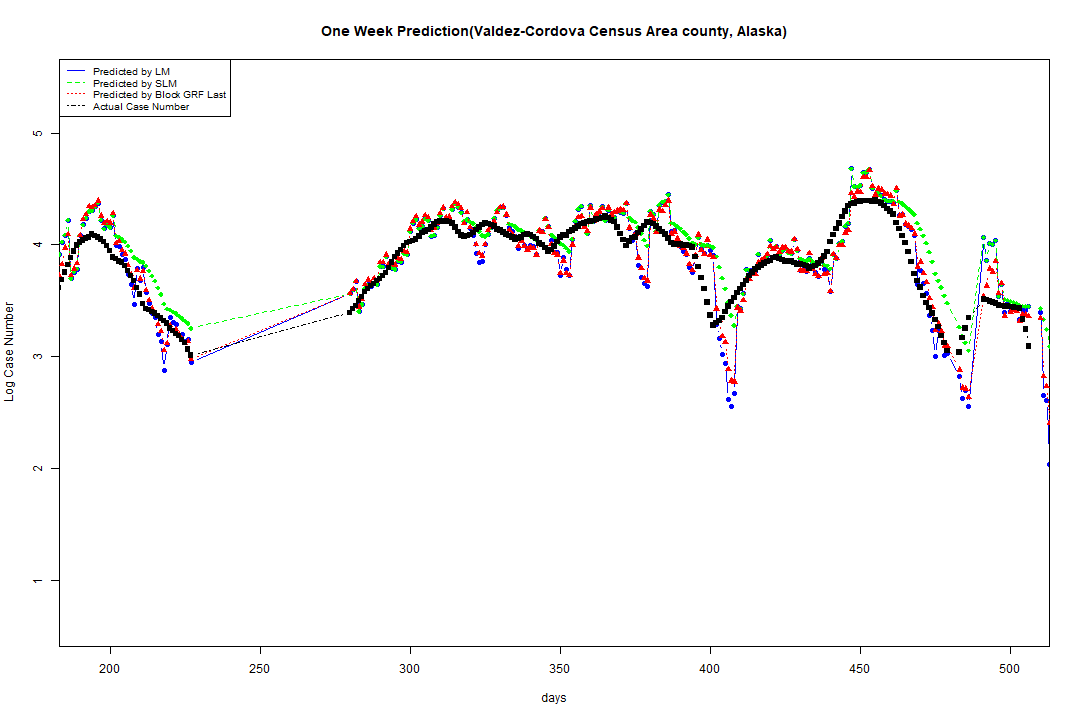 One Week Prediction(Valdez-Cordova Census Area county, Alaska)
Predicted by LM
Predicted by SLM
Predicted by Block GRF Last
Actual Case Number
Log Case Number
5
4
3
2
1
200 250 300 350 400 450 500
days